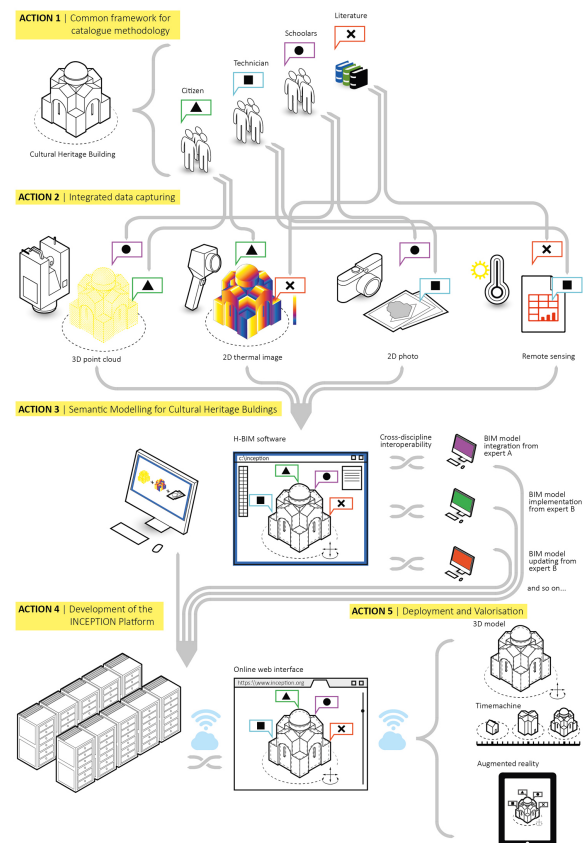 ACTION 1 | Common framework for
catalogue methodology
Literature
Schoolars
Technician
Citizen
Cultural Heritage Building
ACTION 2 | Integrated data capturing
3D point cloud
2D thermal image
2D photo
Remote sensing
ACTION 3 | Semantic Modelling for Cultural Heritage Buldings
H-BIM software
c:\inception
Cross-discipline
interoperability
BIM model
integration from
expert A
BIM model
implementation
from expert B
BIM model
updating from
expert B
and so on...
ACTION 4 | Development of the
INCEPTION Platform
ACTION 5 | Deployment and Valorisation
Online web interface
https://www.inception.org
3D model
Timemachine
Augmented reality